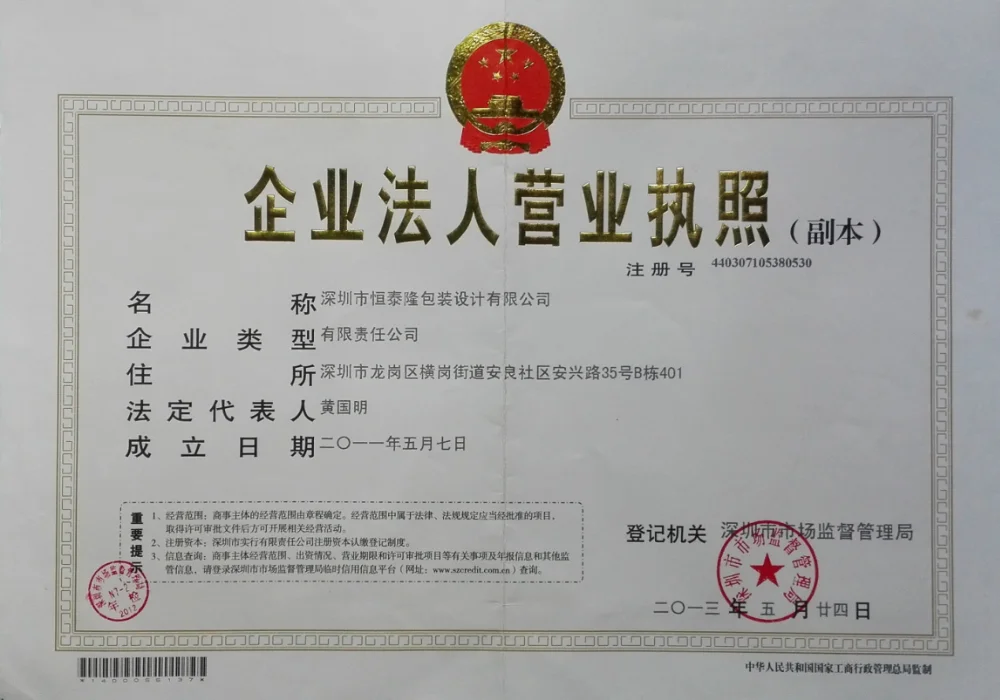 企业法人营业执照（副本）
注册号 440307105380530
名称 深圳市恒泰隆包装设计有限公司
企业类型 有限责任公司
住所 深圳市龙岗区横岗街道安良社区安兴路35号B栋401
法定代表人 黄国明
成立日期 二〇一一年五月七日
重要提示
1、经营范围：商事主体的经营范围由章程确定。经营范围中属于法律、法规规定应当经批准的项目，
取得许可审批文件后方可开展相关经营活动。
2、注册资本：深圳市实行有限责任公司注册资本认缴登记制度。
3、信息查询：商事主体经营范围、出资情况、营业期限和许可审批项目等有关事项及年报信息和其他监
管信息，请登录深圳市市场监督管理局临时信用信息平台（网址：www.szcredit.com.cn）查询。
登记机关 深圳市市场监督管理局
深圳市市场监督管理局
二〇一三年五月廿四日
2012
中华人民共和国国家工商行政管理总局监制